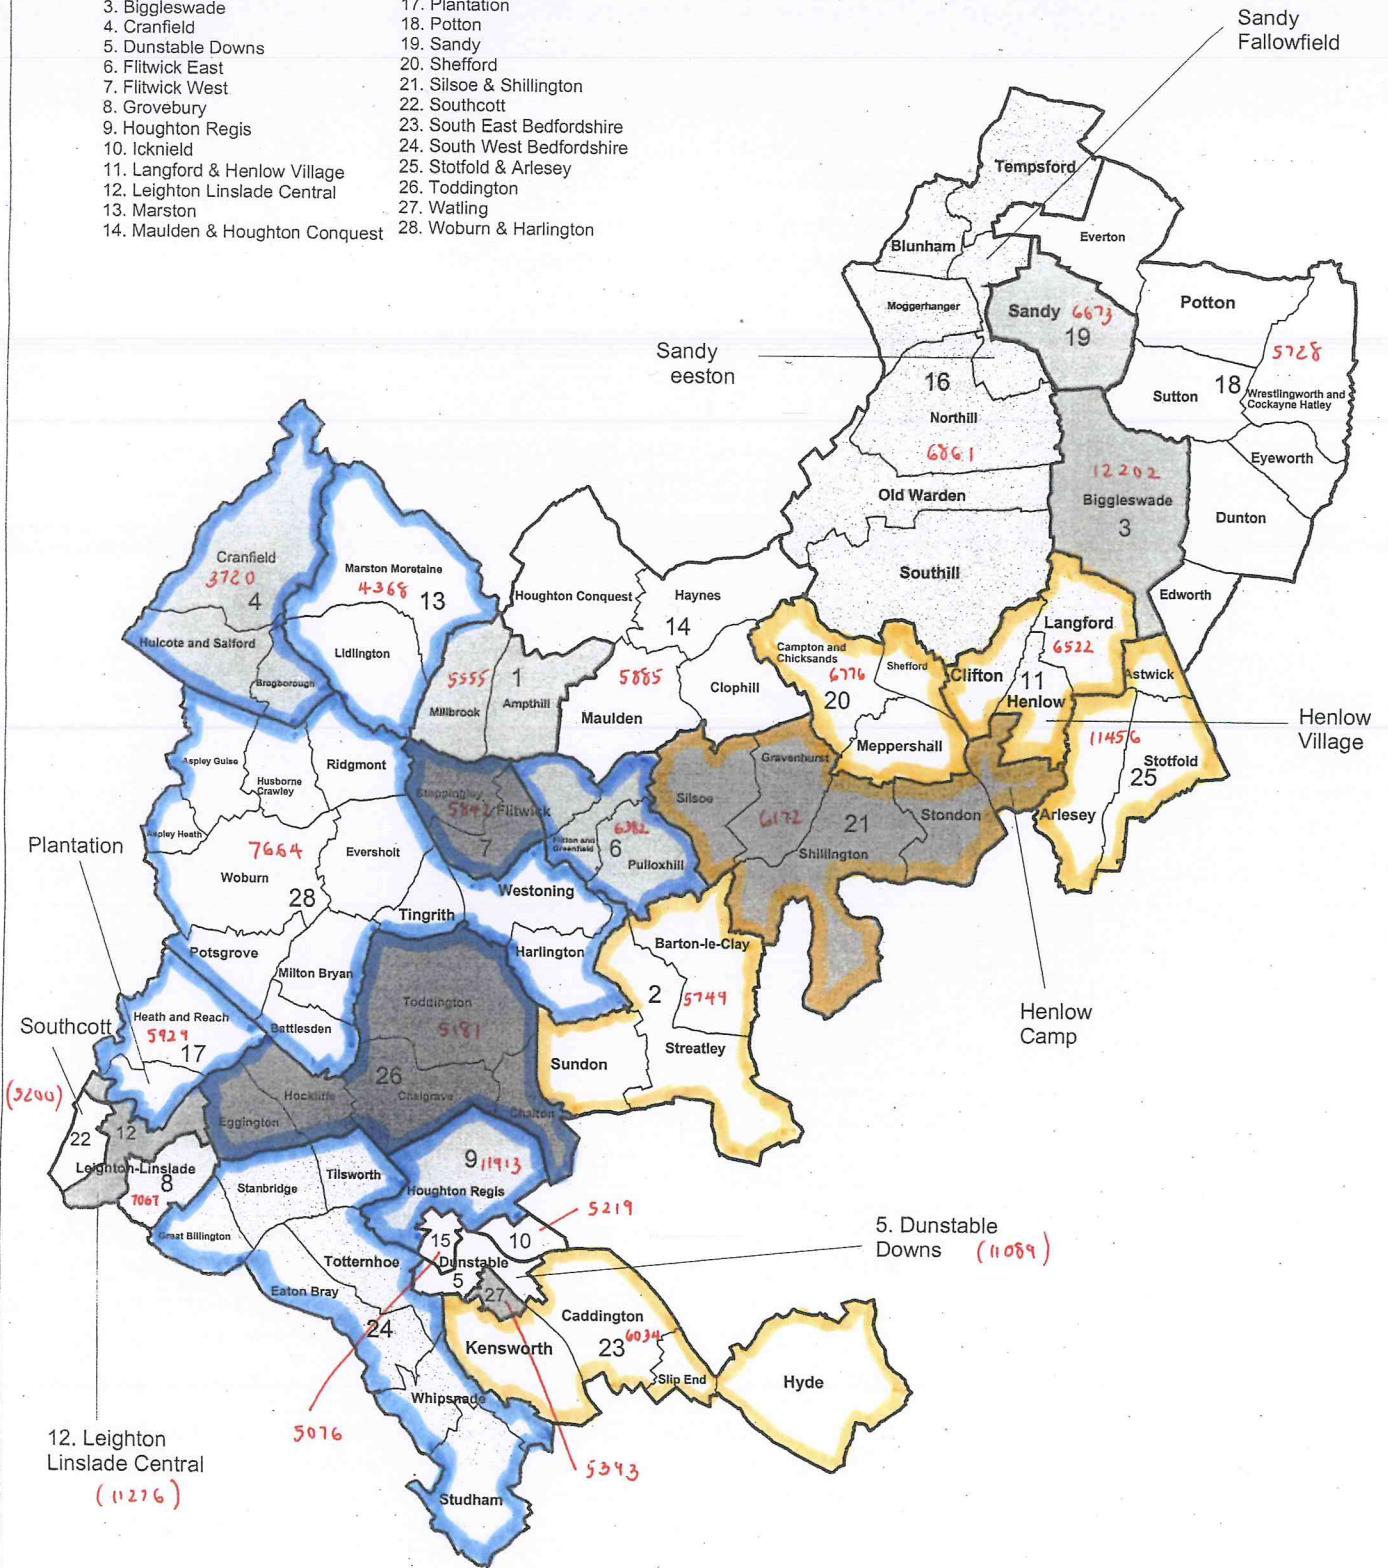 3. Biggleswade
4. Cranfield
5. Dunstable Downs
6. Flitwick East
7. Flitwick West
8. Grovebury
9. Houghton Regis
10. Icknield
11. Langford & Henlow Village
12. Leighton Linslade Central
13. Marston
14. Maulden & Houghton Conquest
17. Plantation
18. Potton
19. Sandy
20. Shefford
21. Silsoe & Shillington
22. Southcott
23. South East Bedfordshire
24. South West Bedfordshire
25. Stotfold & Arlesey
26. Toddington
27. Watling
28. Woburn & Harlington
Sandy
Fallowfield
Tempsford
Blunham
Everton
Moggerhanger
Sandy 6673
19
Potton
5728
Sandy
eeston
16
Northill
6861
Sutton
18
Wrestlingworth and
Cockayne Hatley
Eyeworth
12202
Biggleswade
3
Old Warden
Dunton
Southill
Edworth
Cranfield
3720
4
Hulcote and Salford
Brogborough
Marston Moretaine
4368
13
Lidlington
Houghton Conquest
Haynes
14
5885
Clophill
Maulden
5555
1
Millbrook
Ampthill
Campton and
Chicksands
6776
Shefford
20
Meppershall
Langford
6522
Clifton
11
Henlow
Astwick
11456
Stotfold
25
Arlesey
Henlow
Village
Aspley Guise
Husborne
Crawley
Ridgmont
Aspley Heath
7664
Woburn
Eversholt
28
Tingrith
Westoning
Harlington
Potsgrove
Milton Bryan
Battlesden
Steppingley
5842
Flitwick
7
6382
Flitton and
Greenfield
6
Pulloxhill
Silsoe
Gravenhurst
6172
21
Stondon
Shillington
Henlow
Camp
Barton-le-Clay
2
5749
Streatley
Sundon
Plantation
Southcott
(5200)
Heath and Reach
5929
17
Toddington
5181
26
Chalgrave
Hockliffe
Eggington
Chalton
22
12
Leighton-Linslade
8
7067
Great Billington
Stanbridge
Tilsworth
9
11913
Houghton Regis
5219
15
10
Dunstable
5
27
5. Dunstable
Downs (11089)
Totternhoe
Eaton Bray
24
Whipsnade
Studham
Kensworth
Caddington
23
6034
Slip End
Hyde
5076
5343
12. Leighton
Linslade Central
(11276)